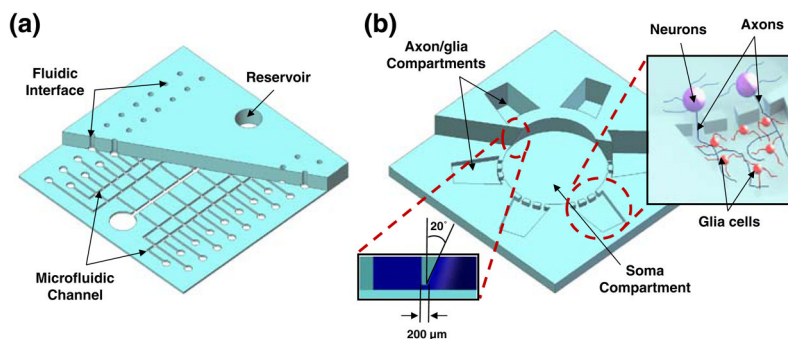 (a)
Fluidic
Interface
Reservoir
Microfluidic
Channel
(b)
Axon/glia
Compartments
Neurons
Axons
Glia cells
20°
200 µm
Soma
Compartment